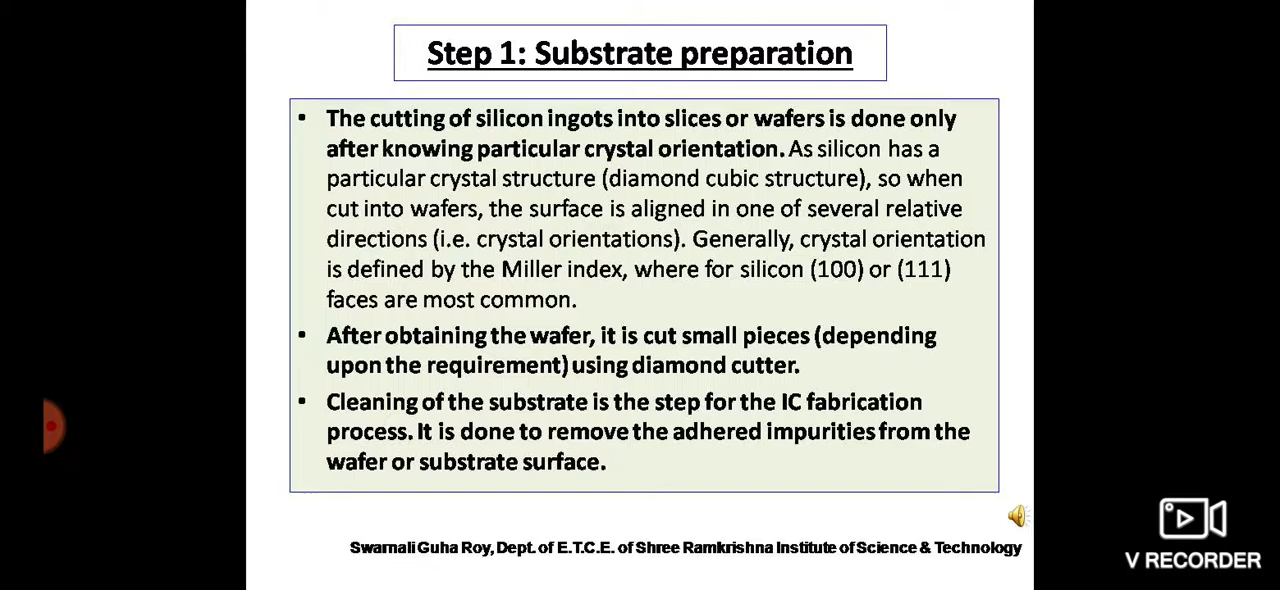 Step 1: Substrate preparation
• The cutting of silicon ingots into slices or wafers is done only
after knowing particular crystal orientation. As silicon has a
particular crystal structure (diamond cubic structure), so when
cut into wafers, the surface is aligned in one of several relative
directions (i.e. crystal orientations). Generally, crystal orientation
is defined by the Miller index, where for silicon (100) or (111)
faces are most common.
• After obtaining the wafer, it is cut small pieces (depending
upon the requirement) using diamond cutter.
• Cleaning of the substrate is the step for the IC fabrication
process. It is done to remove the adhered impurities from the
wafer or substrate surface.
Swarnali Guha Roy, Dept. of E.T.C.E. of Shree Ramkrishna Institute of Science & Technology
V RECORDER